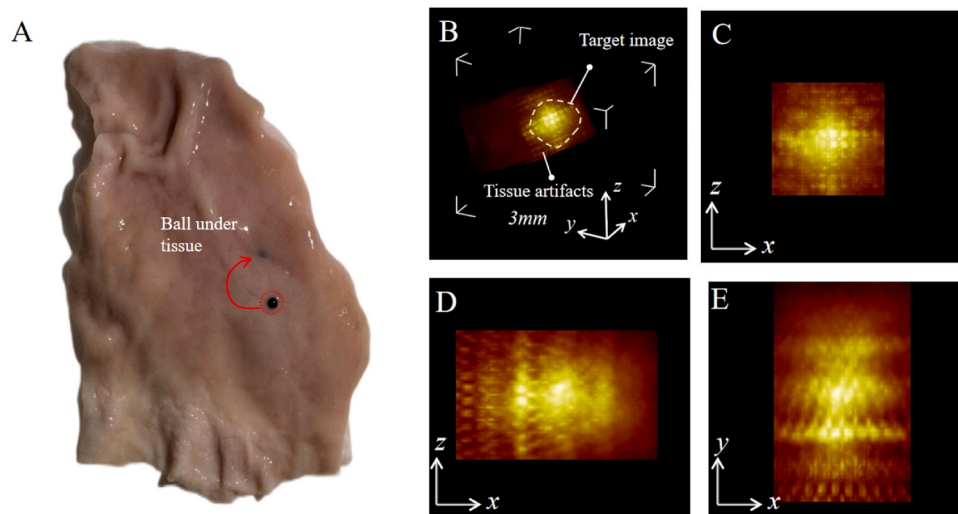 A
Ball under
tissue
B
Target image
Tissue artifacts
3mm
z
y
x
C
z
x
D
z
x
E
y
x